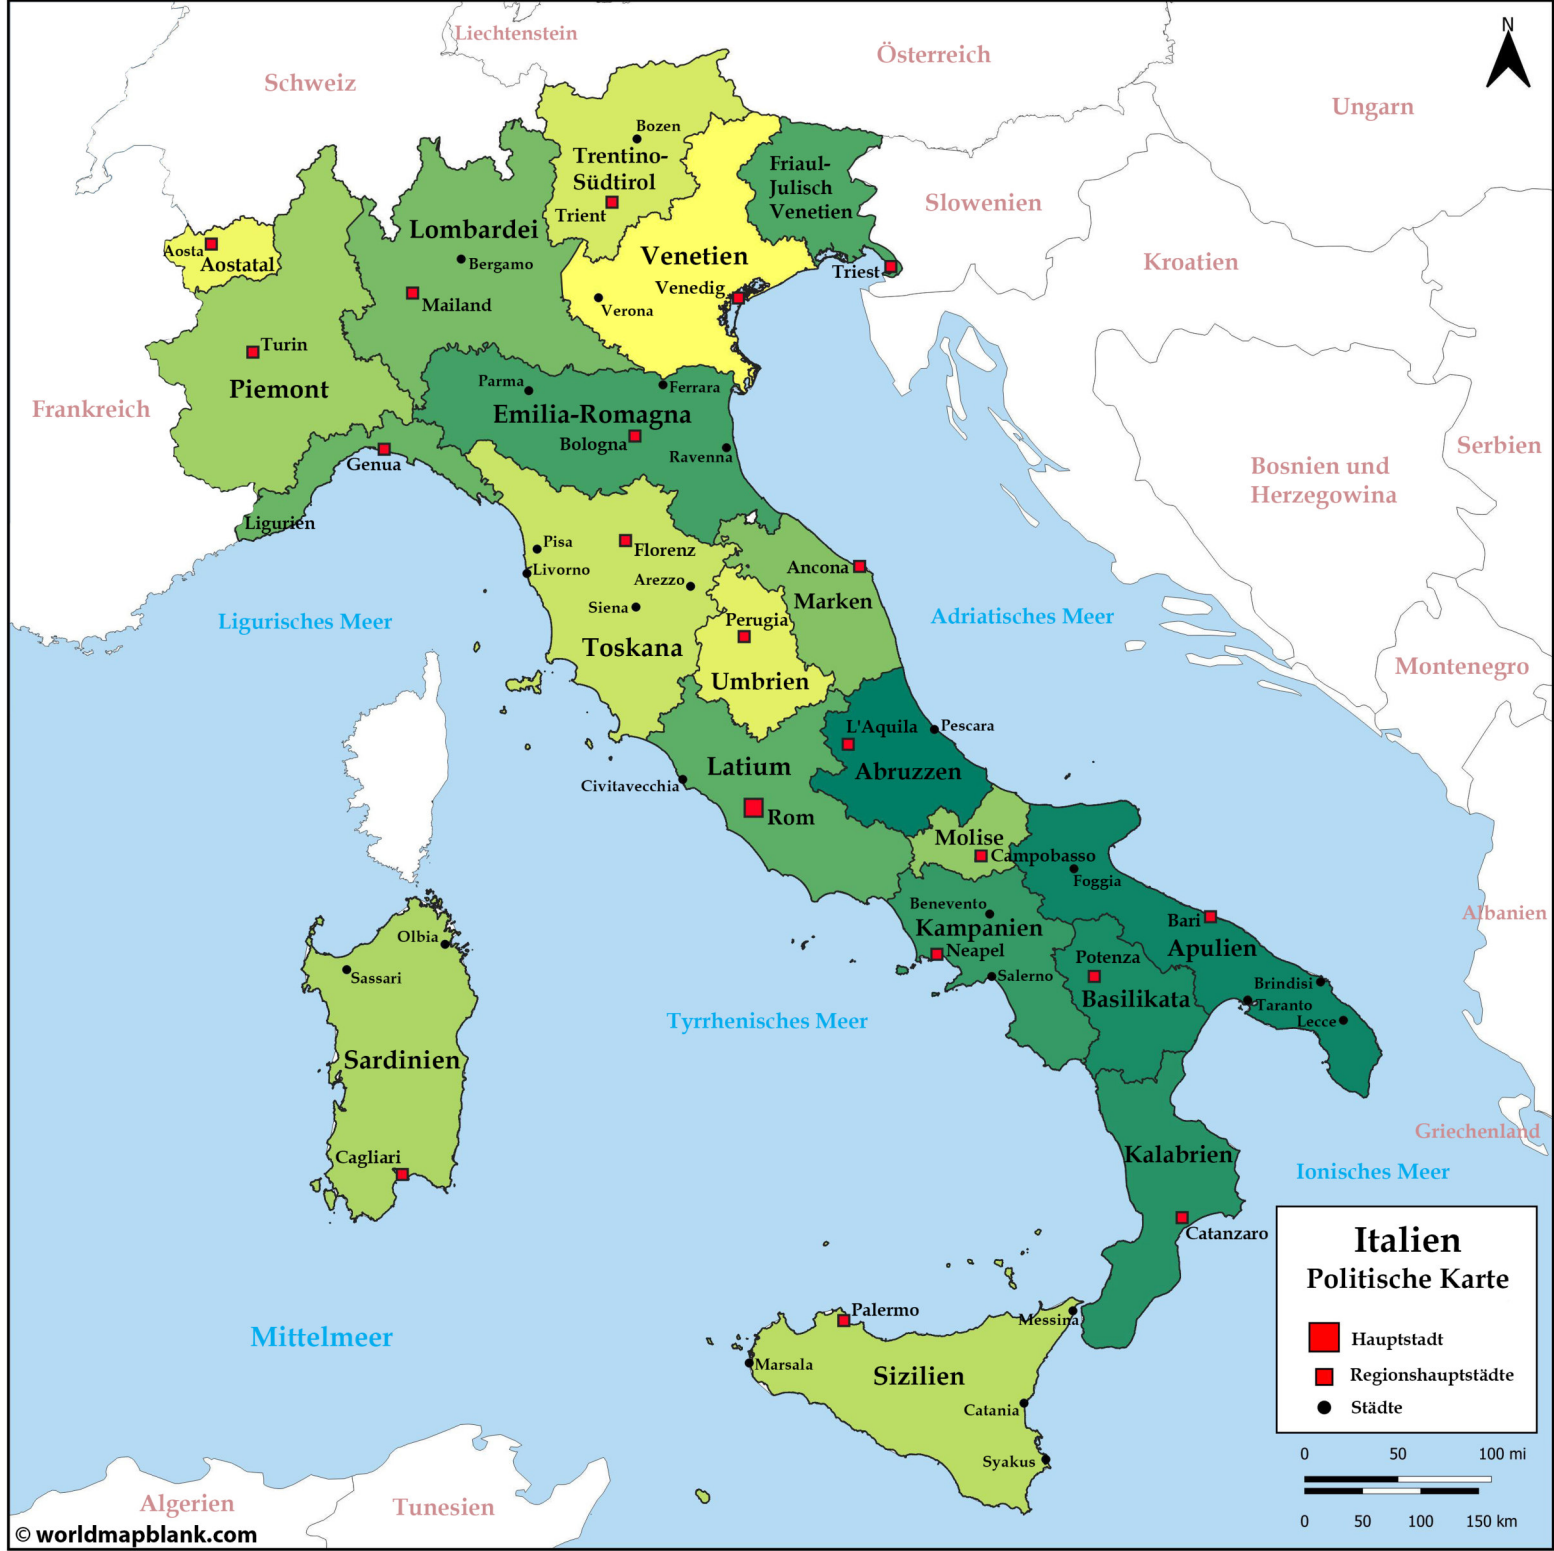 Liechtenstein
Österreich
N
Schweiz
Ungarn
Bozen
Trentino-
Südtirol
Trient
Friaul-
Julisch
Venetien
Slowenien
Lombardei
Bergamo
Mailand
Aosta
Aostatal
Venetien
Venedig
Verona
Triest
Kroatien
Turin
Piemont
Frankreich
Parma
Ferrara
Emilia-Romagna
Bologna
Ravenna
Genua
Ligurien
Serbien
Bosnien und
Herzegowina
Pisa
Florenz
Livorno
Arezzo
Siena
Toskana
Ancona
Marken
Perugia
Umbrien
Ligurisches Meer
Adriatisches Meer
Montenegro
L'Aquila
Pescara
Abruzzen
Latium
Civitavecchia
Rom
Molise
Campobasso
Foggia
Benevento
Kampanien
Neapel
Salerno
Bari
Apulien
Albanien
Potenza
Basilikata
Brindisi
Taranto
Lecce
Olbia
Sassari
Sardinien
Cagliari
Tyrrhenisches Meer
Griechenland
Ionisches Meer
Kalabrien
Catanzaro
Mittelmeer
Palermo
Messina
Marsala
Sizilien
Catania
Syakus
Italien
Politische Karte
Hauptstadt
Regionshauptstädte
Städte
0 50 100 mi
0 50 100 150 km
Algerien
Tunesien
© worldmapblank.com